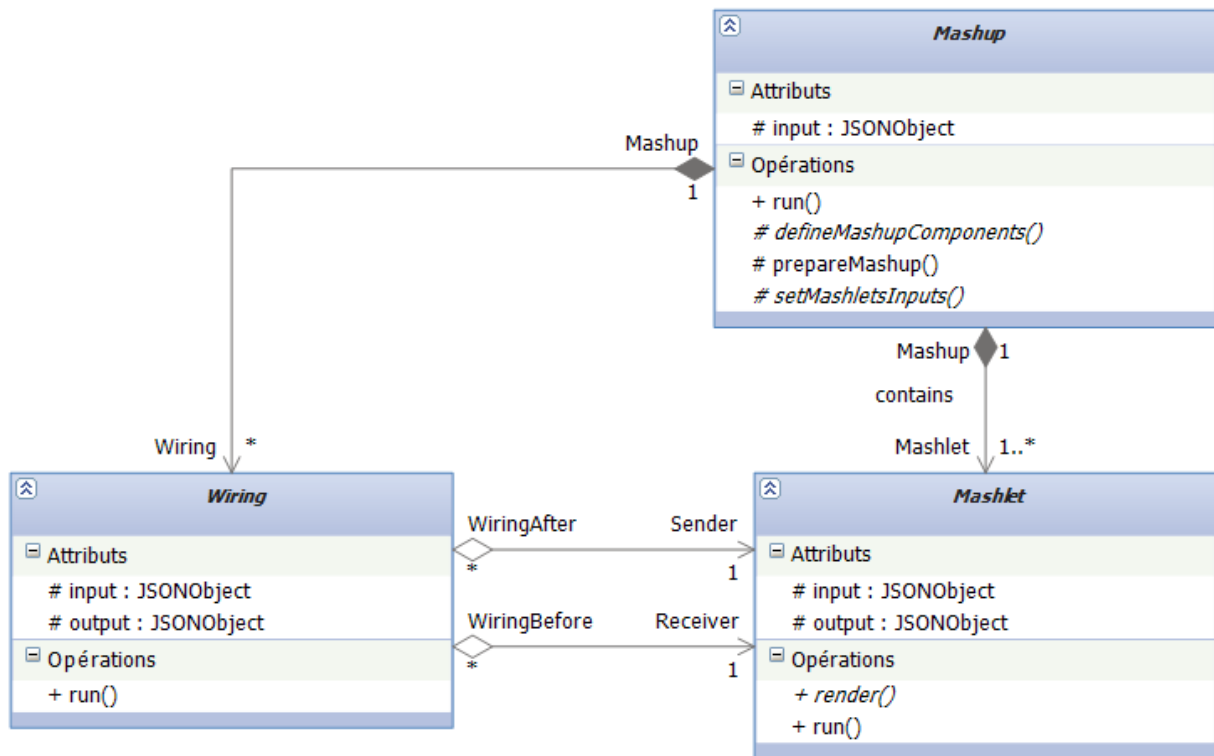 Mashup
Attributs
# input : JSONObject
Opérations
+ run()
# defineMashupComponents()
# prepareMashup()
# setMashletsInputs()
Mashup
1
Mashup 1
contains
Wiring *
Mashlet 1..*
Wiring
Attributs
# input : JSONObject
# output : JSONObject
Opérations
+ run()
WiringAfter Sender
* 1
WiringBefore Receiver
* 1
Mashlet
Attributs
# input : JSONObject
# output : JSONObject
Opérations
+ render()
+ run()